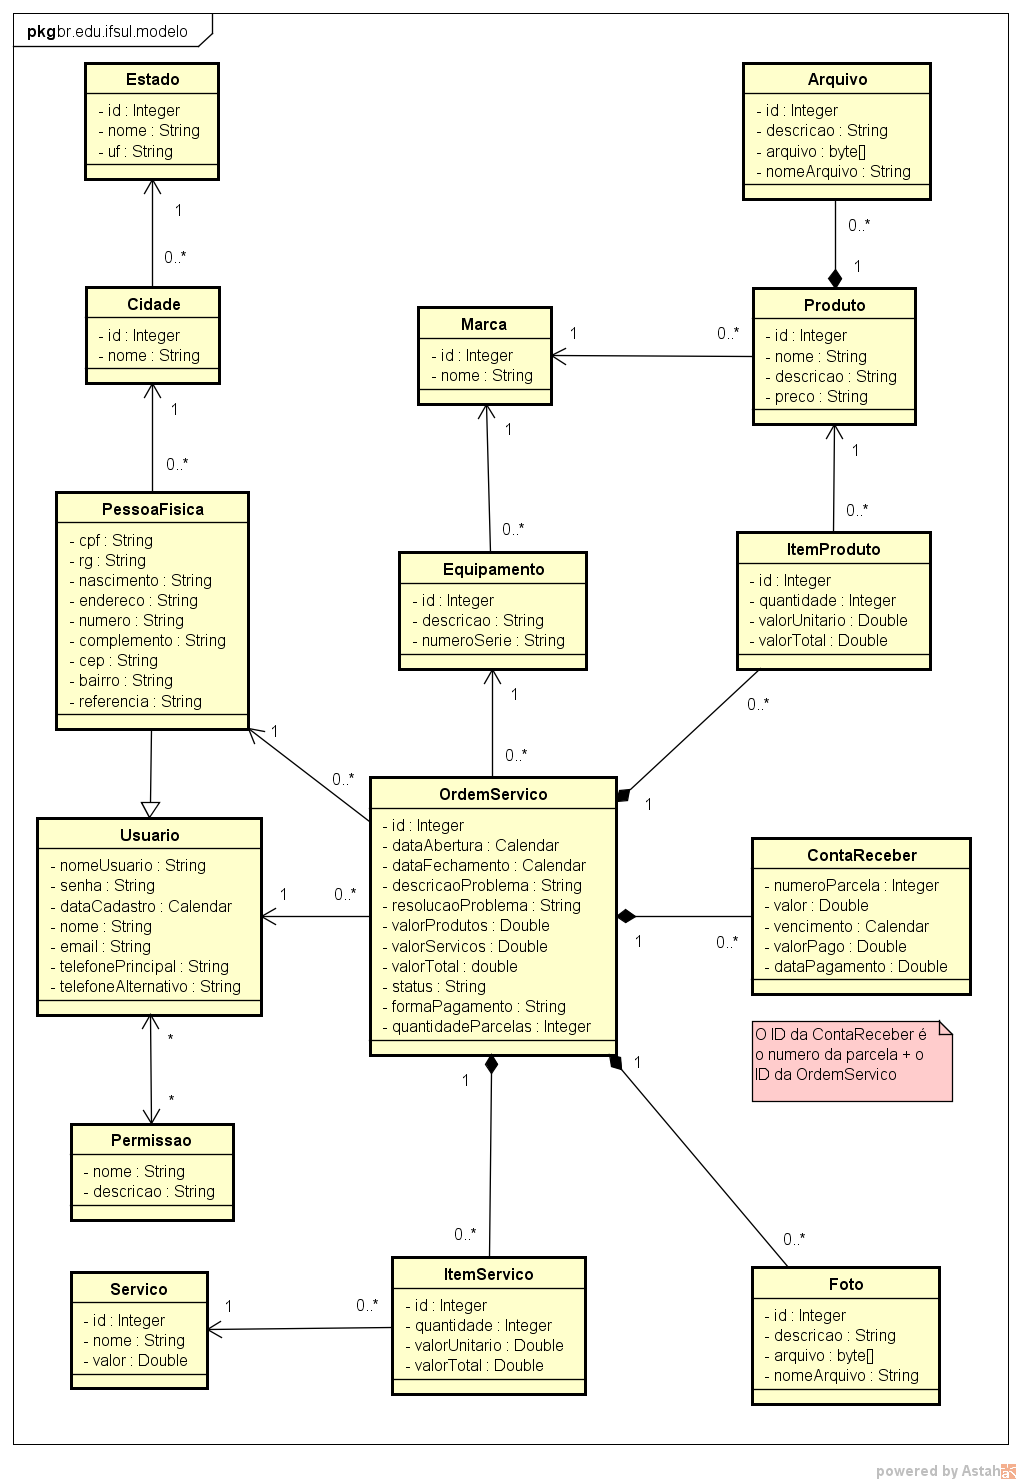 pkg br.edu.ifsul.modelo
Estado
- id : Integer
- nome : String
- uf : String
1
0..*
Cidade
- id : Integer
- nome : String
1
0..*
PessoaFisica
- cpf : String
- rg : String
- nascimento : String
- endereco : String
- numero : String
- complemento : String
- cep : String
- bairro : String
- referencia : String
1
0..*
Usuario
- nomeUsuario : String
- senha : String
- dataCadastro : Calendar
- nome : String
- email : String
- telefonePrincipal : String
- telefoneAlternativo : String
1
0..*
*
*
Permissao
- nome : String
- descricao : String
Servico
- id : Integer
- nome : String
- valor : Double
1
0..*
Arquivo
- id : Integer
- descricao : String
- arquivo : byte[]
- nomeArquivo : String
0..*
1
Marca
- id : Integer
- nome : String
1
0..*
Produto
- id : Integer
- nome : String
- descricao : String
- preco : String
1
0..*
1
0..*
Equipamento
- id : Integer
- descricao : String
- numeroSerie : String
1
0..*
ItemProduto
- id : Integer
- quantidade : Integer
- valorUnitario : Double
- valorTotal : Double
0..*
1
OrdemServico
- id : Integer
- dataAbertura : Calendar
- dataFechamento : Calendar
- descricaoProblema : String
- resolucaoProblema : String
- valorProdutos : Double
- valorServicos : Double
- valorTotal : double
- status : String
- formaPagamento : String
- quantidadeParcelas : Integer
1
0..*
ContaReceber
- numeroParcela : Integer
- valor : Double
- vencimento : Calendar
- valorPago : Double
- dataPagamento : Double
O ID da ContaReceber é
o numero da parcela + o
ID da OrdemServico
1
0..*
1
0..*
ItemServico
- id : Integer
- quantidade : Integer
- valorUnitario : Double
- valorTotal : Double
Foto
- id : Integer
- descricao : String
- arquivo : byte[]
- nomeArquivo : String
powered by Astah